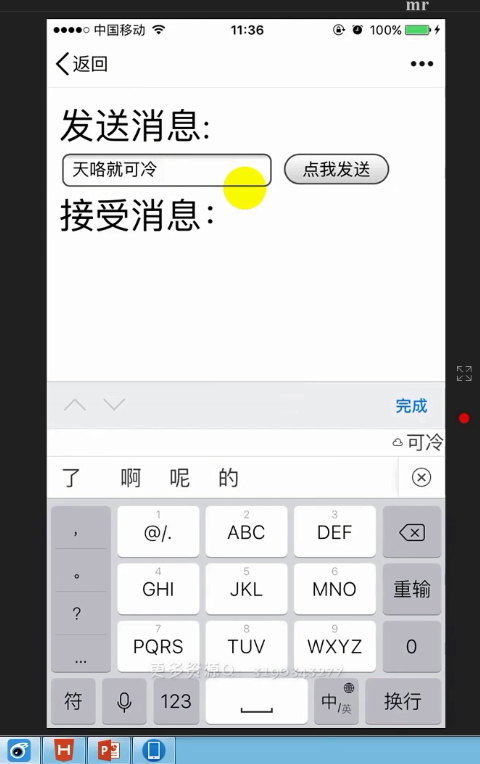 mr
中国移动 11:36 100%
返回
发送消息:
天咯就可冷 点我发送
接受消息:
完成
可冷
了 啊 呢 的
, 1 @/. 2 ABC 3 DEF
。 4 GHI 5 JKL 6 MNO 重输
? 7 PQRS 8 TUV 9 WXYZ 0
...
更多资源Q:
符 123 中/英 换行